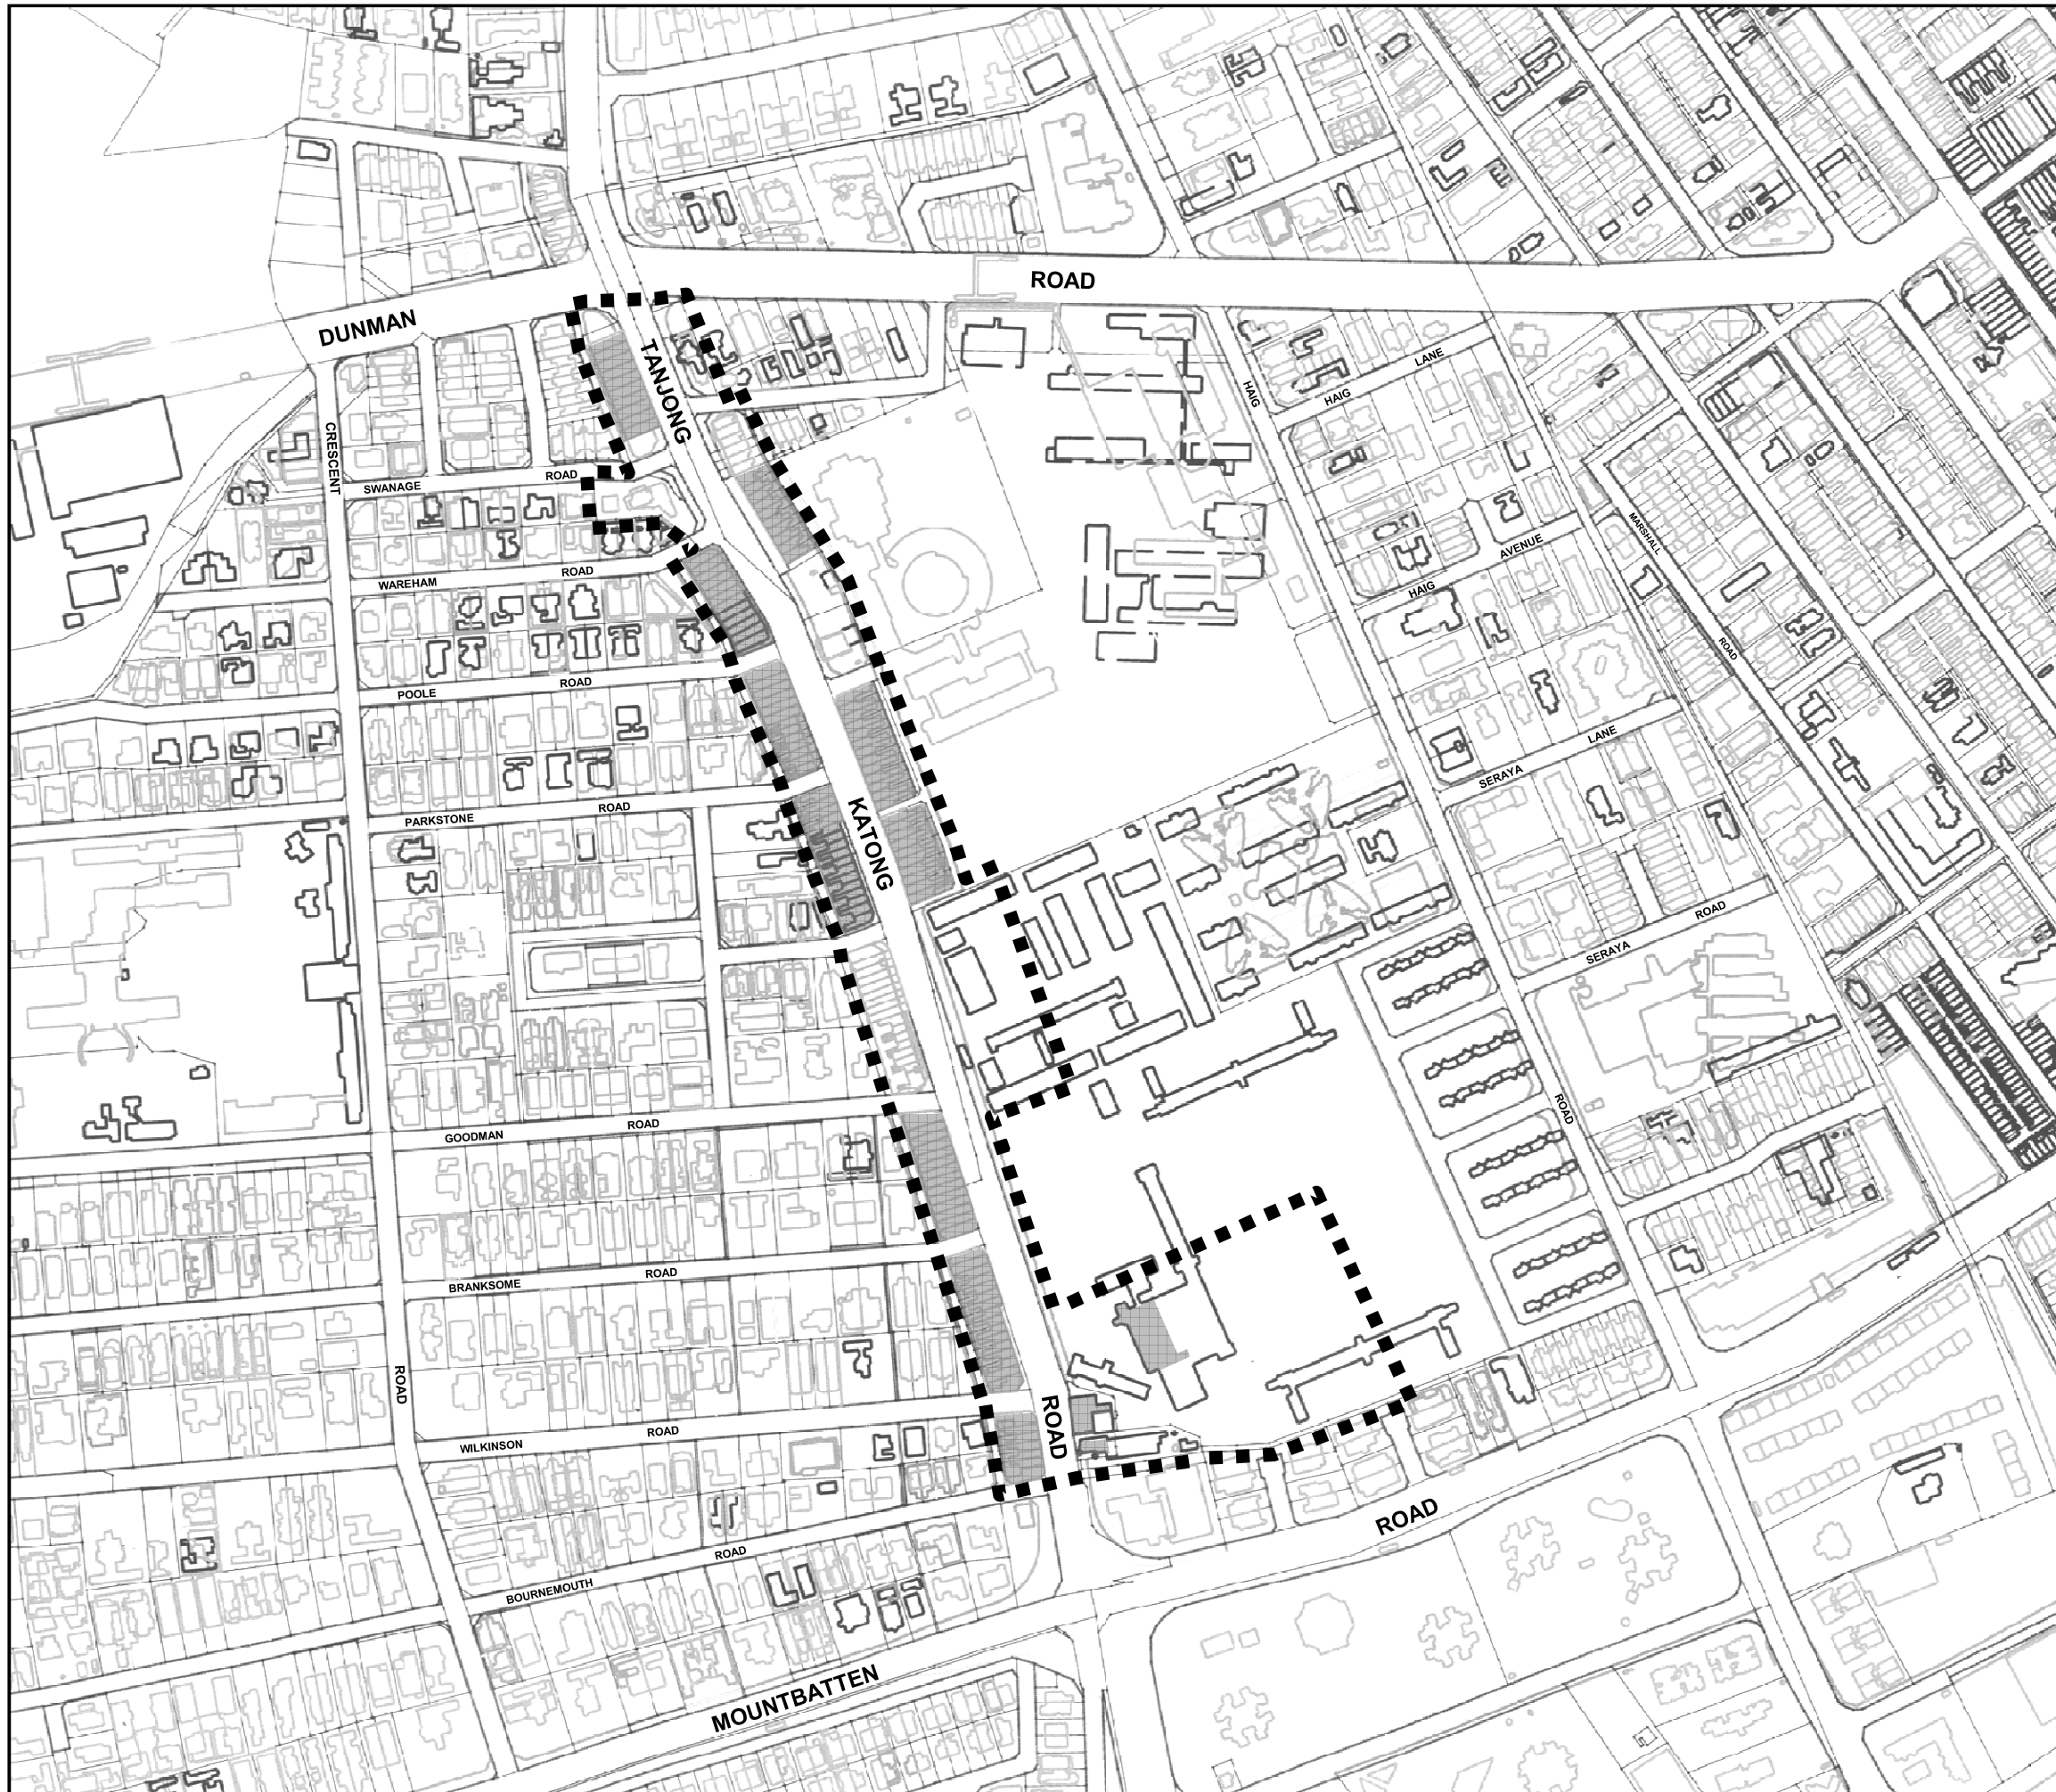 ROAD
DUNMAN
TANJONG
HAIG
LANE
HAIG
CRESCENT
SWANAGE
ROAD
MARSHALL
AVENUE
HAIG
WAREHAM
ROAD
ROAD
POOLE
ROAD
LANE
SERAYA
PARKSTONE
ROAD
KATONG
ROAD
SERAYA
ROAD
GOODMAN
ROAD
BRANKSOME
ROAD
ROAD
ROAD
WILKINSON
ROAD
ROAD
BOURNEMOUTH
ROAD
MOUNTBATTEN